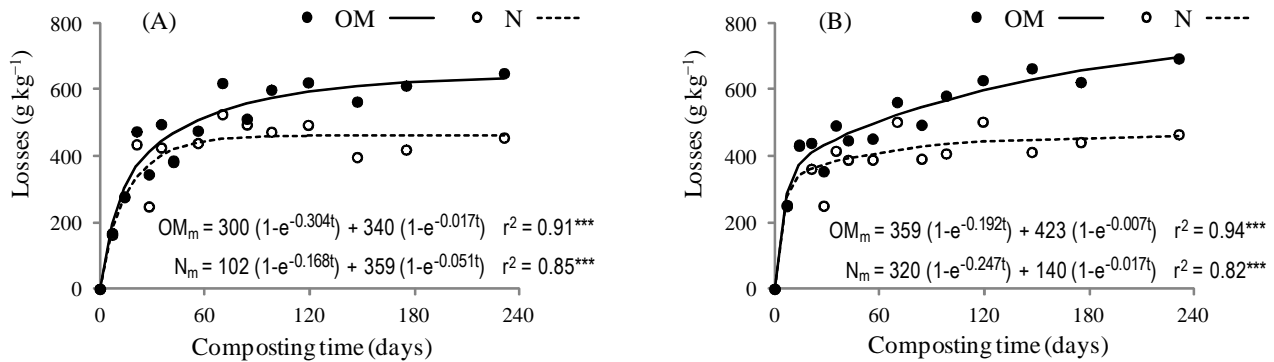 (A) OM N
Losses (g kg⁻¹)
800
600
400
200
0
OMₘ = 300 (1-e^-0.304t) + 340 (1-e^-0.017t) r² = 0.91***
Nₘ = 102 (1-e^-0.168t) + 359 (1-e^-0.051t) r² = 0.85***
0 60 120 180 240
Composting time (days)
(B) OM N
Losses (g kg⁻¹)
800
600
400
200
0
OMₘ = 359 (1-e^-0.192t) + 423 (1-e^-0.007t) r² = 0.94***
Nₘ = 320 (1-e^-0.247t) + 140 (1-e^-0.017t) r² = 0.82***
0 60 120 180 240
Composting time (days)